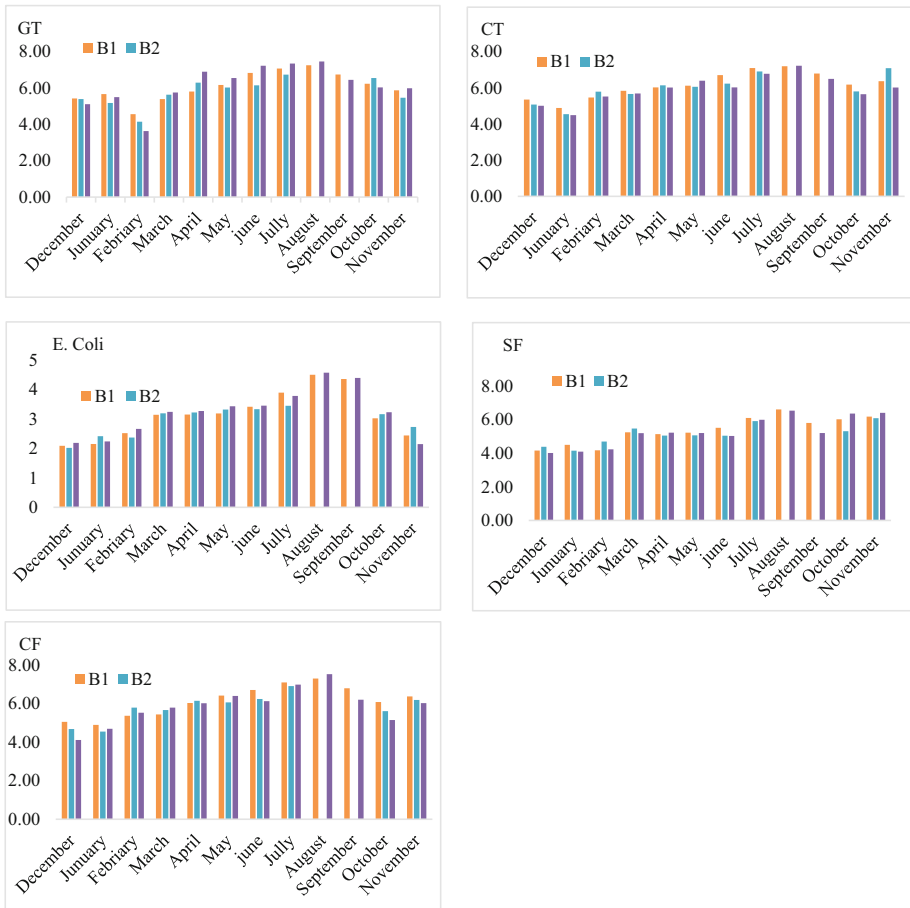 GT
B1 B2
8.00
6.00
4.00
2.00
0.00
December Junuary Febriary March April May june Jully August September October November
CT
B1 B2
8.00
6.00
4.00
2.00
0.00
December Junuary February March April May june Jully August September October November
E. Coli
5
B1 B2
4
3
2
1
0
December Junuary Febriary March April May june Jully August September October November
SF
B1 B2
8.00
6.00
4.00
2.00
0.00
December Junuary Febriary March April May june Jully August September October November
CF
B1 B2
8.00
6.00
4.00
2.00
0.00
December Junuary Febriary March April May june Jully August September October November